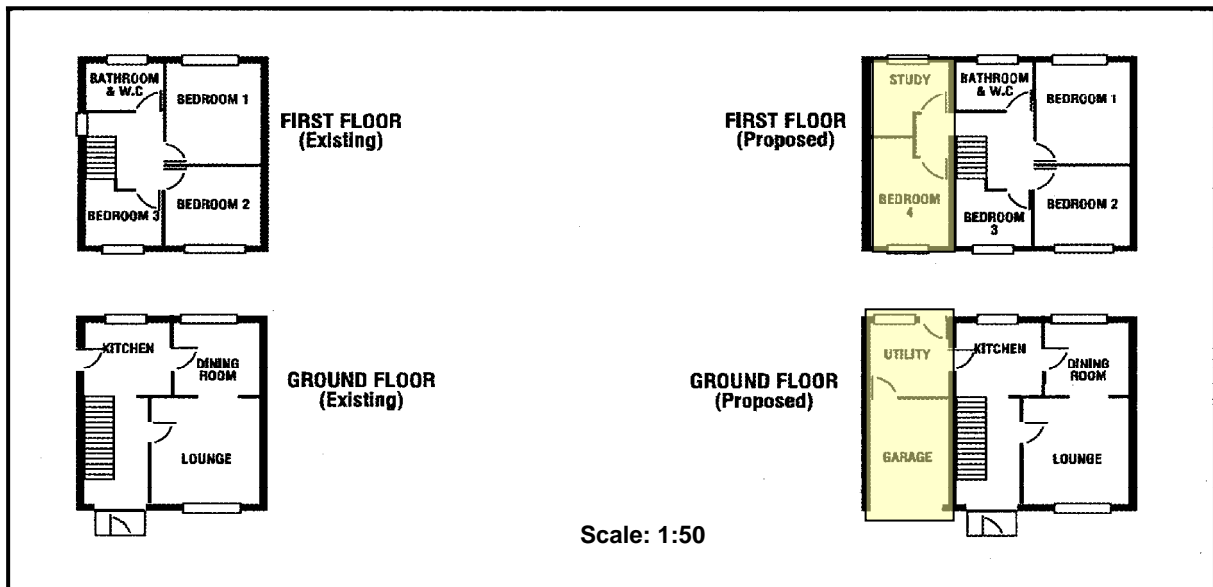 BATHROOM
& W.C
BEDROOM 1
BEDROOM 3
BEDROOM 2
FIRST FLOOR
(Existing)
FIRST FLOOR
(Proposed)
STUDY
BATHROOM
& W.C
BEDROOM 1
BEDROOM
4
BEDROOM
3
BEDROOM 2
KITCHEN
DINING
ROOM
LOUNGE
GROUND FLOOR
(Existing)
GROUND FLOOR
(Proposed)
UTILITY
KITCHEN
DINING
ROOM
GARAGE
LOUNGE
Scale: 1:50